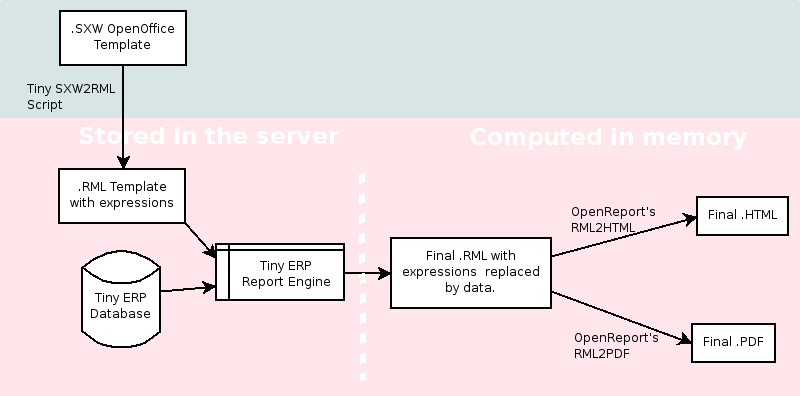 .SXW OpenOffice
Template
Tiny SXW2RML
Script
Stored in the server
Computed in memory
.RML Template
with expressions
Tiny ERP
Database
Tiny ERP
Report Engine
Final .RML with
expressions  replaced
by data.
OpenReport's
RML2HTML
Final .HTML
OpenReport's
RML2PDF
Final .PDF